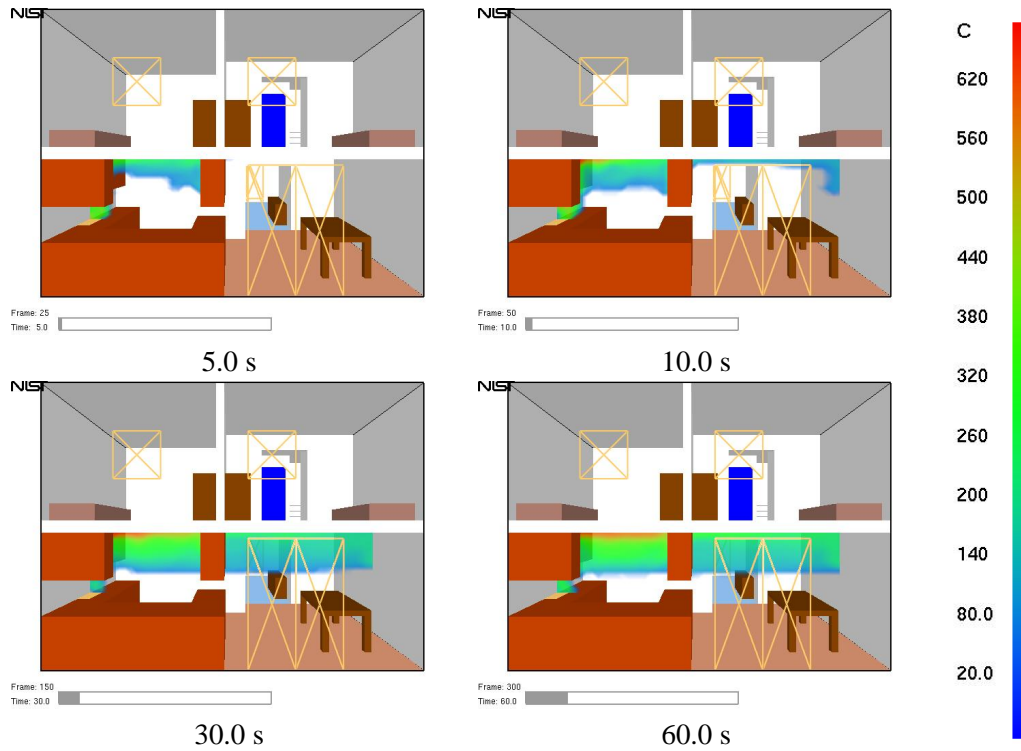 NIST
NIST
C
620
560
500
440
380
320
260
200
140
80.0
20.0
Frame: 25
Time: 5.0
Frame: 50
Time: 10.0
5.0 s
10.0 s
NIST
NIST
Frame: 150
Time: 30.0
Frame: 300
Time: 60.0
30.0 s
60.0 s